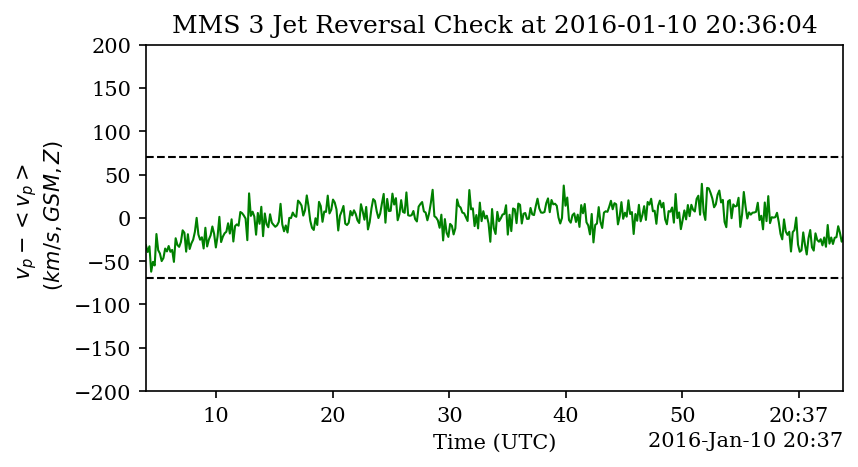 MMS 3 Jet Reversal Check at 2016-01-10 20:36:04
200
150
100
50
0
−50
−100
−150
−200
v_p − < v_p >
(km/s, GSM, Z)
10 20 30 40 50 20:37
Time (UTC)
2016-Jan-10 20:37